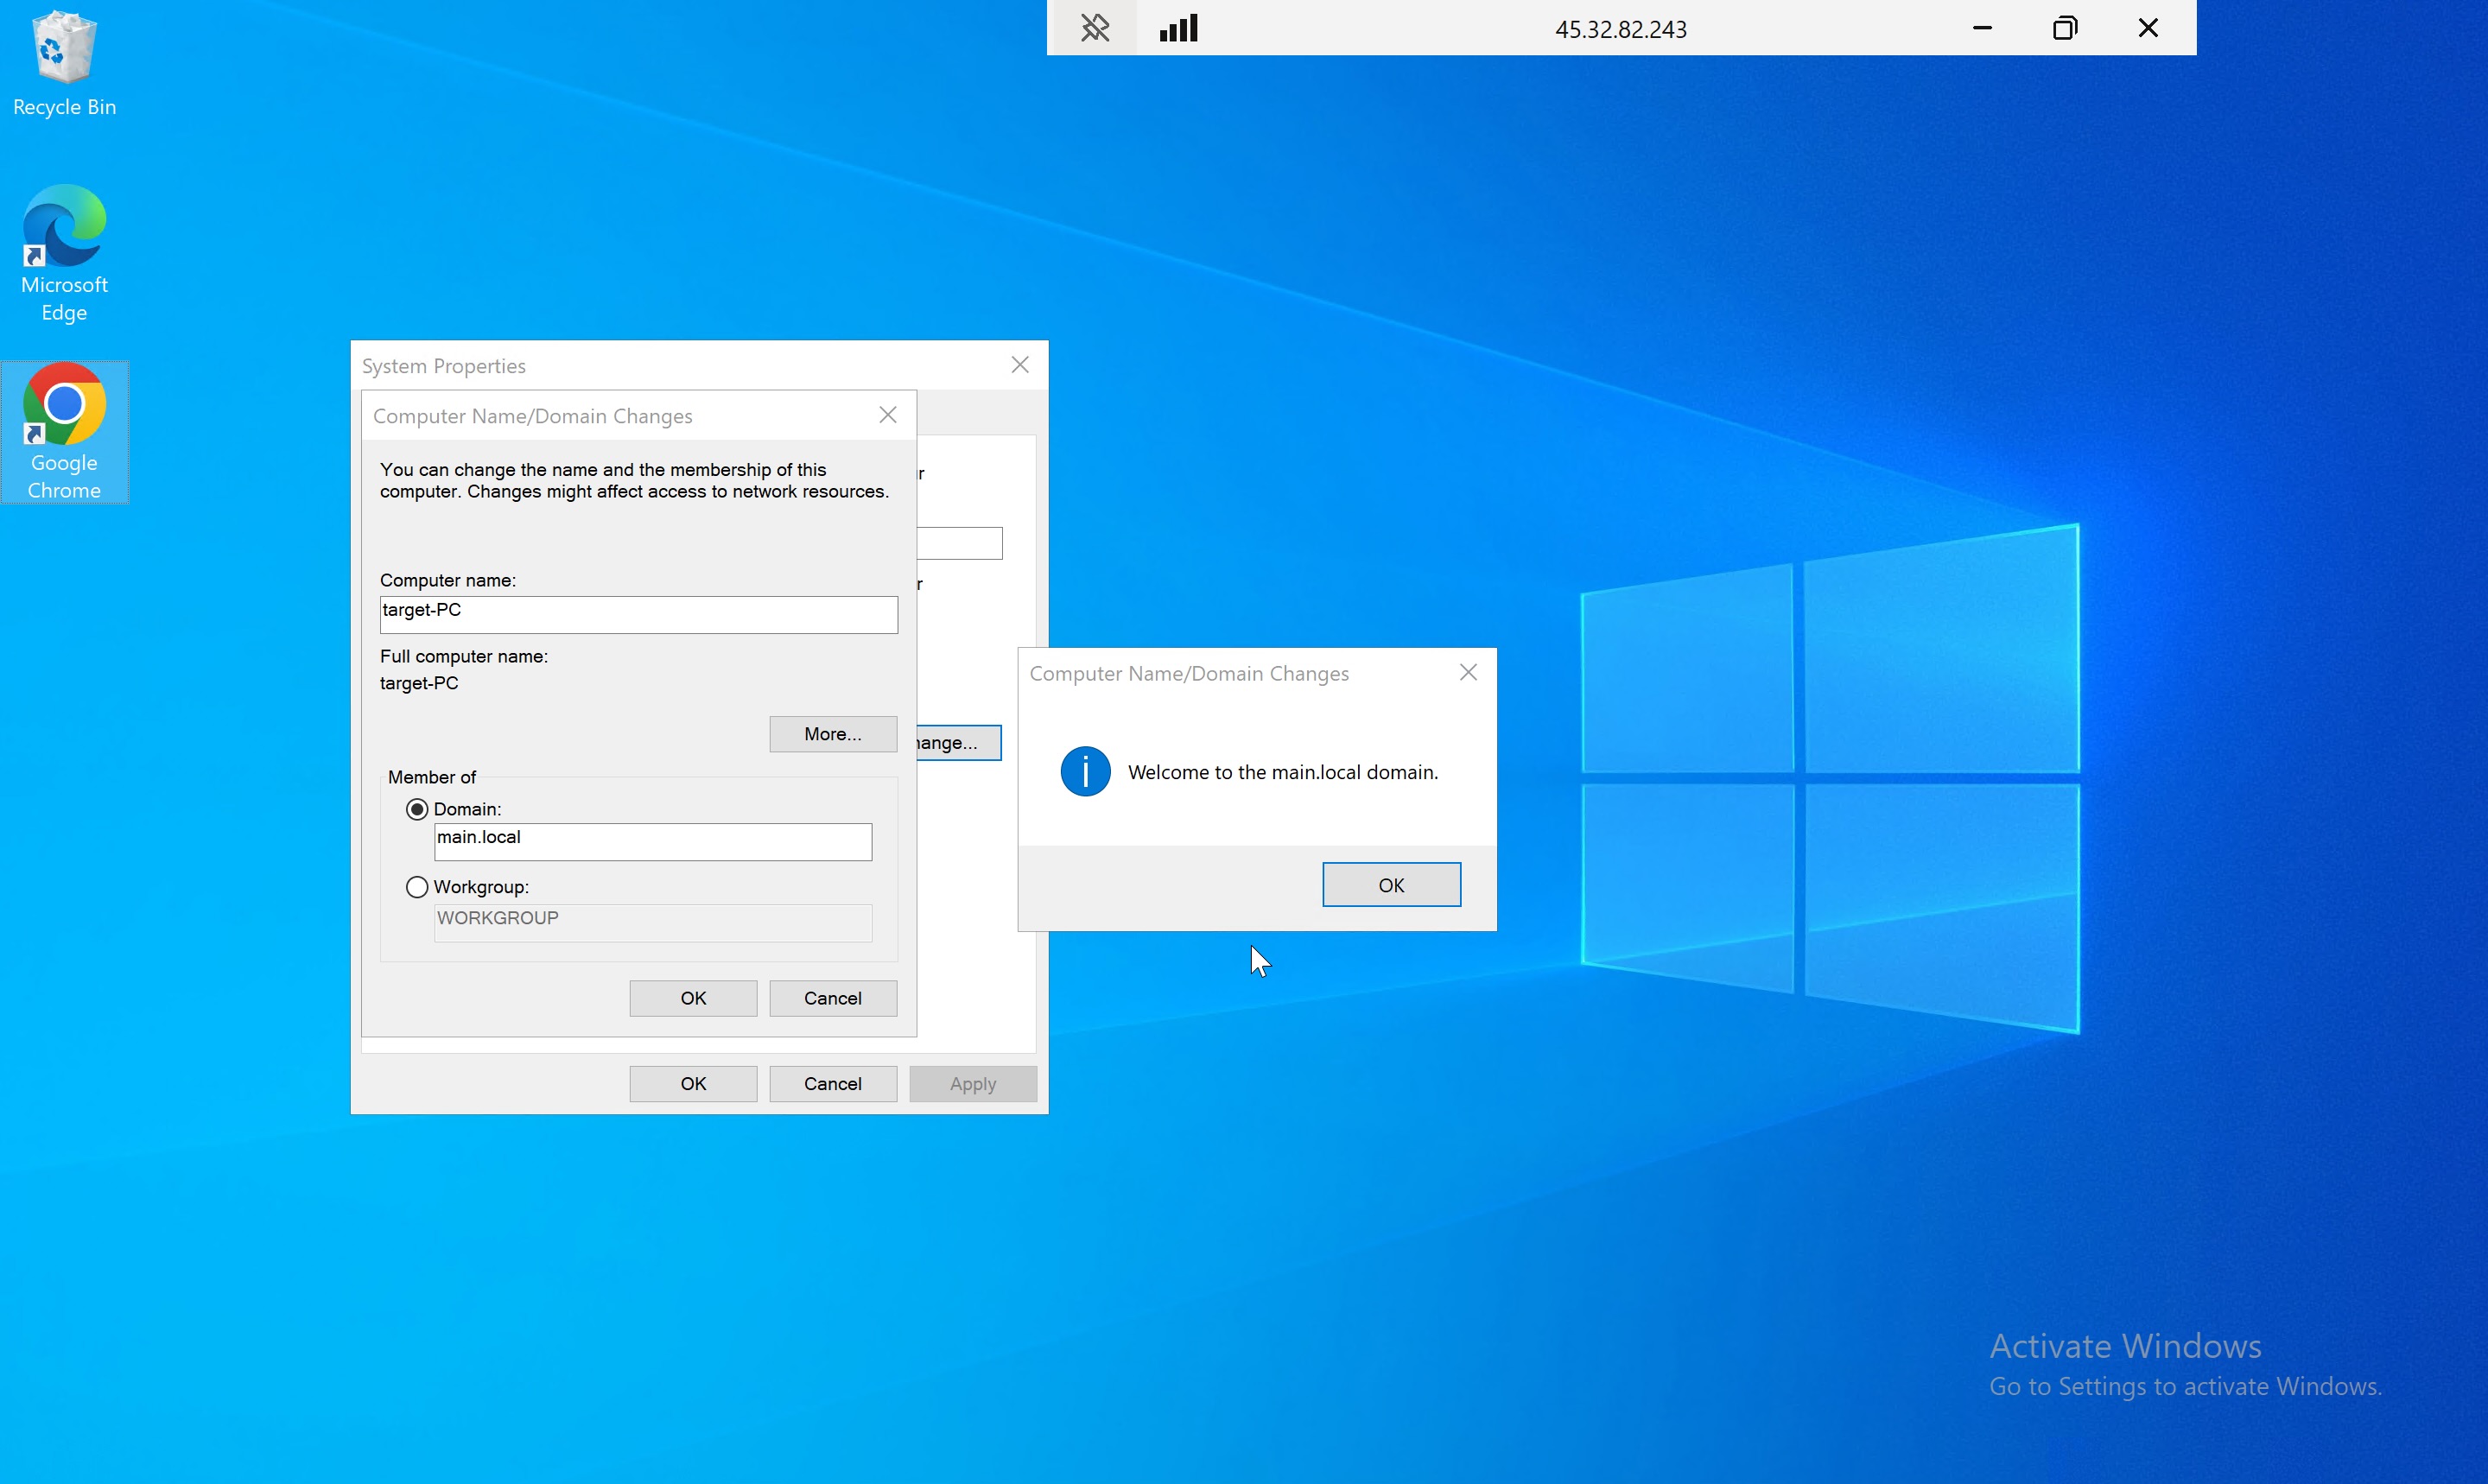 45.32.82.243
Recycle Bin
Microsoft
Edge
Google
Chrome
System Properties
Computer Name/Domain Changes
You can change the name and the membership of this
computer. Changes might affect access to network resources.
Computer name:
target-PC
Full computer name:
target-PC
More...
Member of
Domain:
main.local
Workgroup:
WORKGROUP
OK
Cancel
r
r
hange...
OK
Cancel
Apply
Computer Name/Domain Changes
Welcome to the main.local domain.
OK
Activate Windows
Go to Settings to activate Windows.